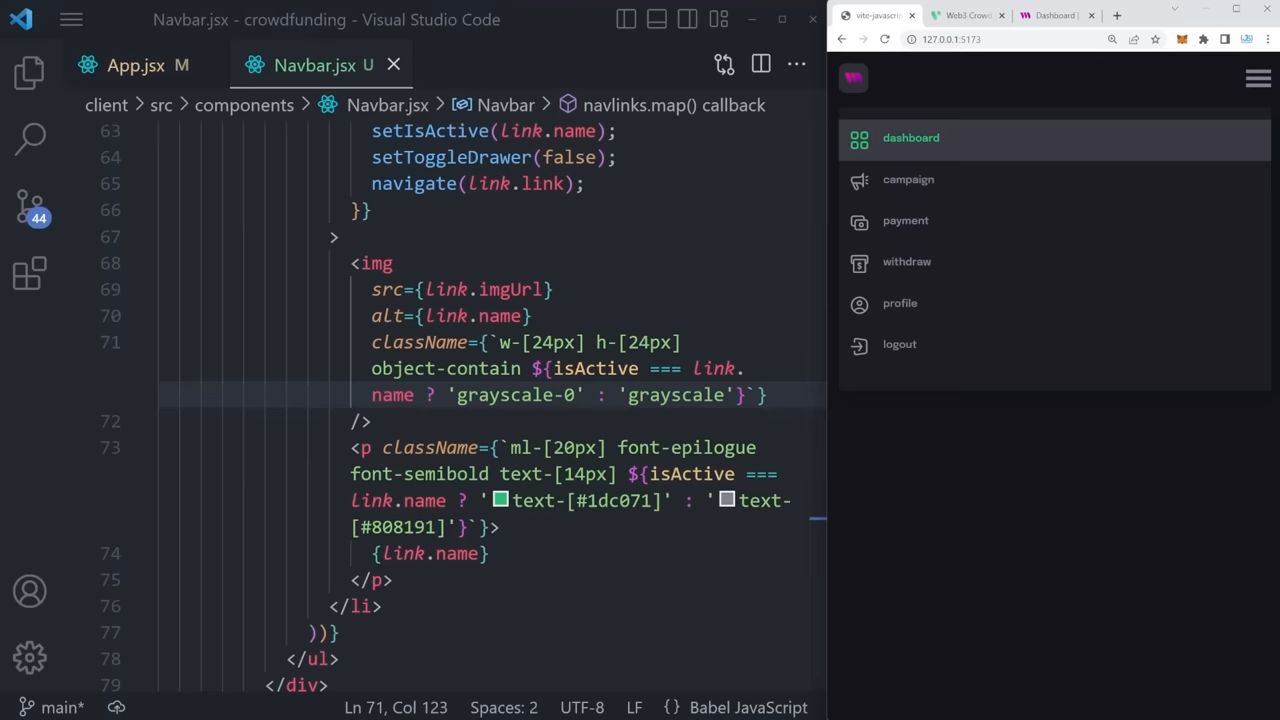 Navbar.jsx - crowdfunding - Visual Studio Code
App.jsx M
Navbar.jsx U
client > src > components > Navbar.jsx > Navbar > navlinks.map() callback
63 setIsActive(link.name);
64 setToggleDrawer(false);
65 navigate(link.link);
66 }}
67 >
68 <img
69 src={link.imgUrl}
70 alt={link.name}
71 className={`w-[24px] h-[24px]
object-contain ${isActive === link.
name ? 'grayscale-0' : 'grayscale'}`}
72 />
73 <p className={`ml-[20px] font-epilogue
font-semibold text-[14px] ${isActive ===
link.name ? 'text-[#1dc071]' : 'text-
[#808191]'}`}>
74 {link.name}
75 </p>
76 </li>
77 ))}
78 </ul>
79 </div>
44
main*
Ln 71, Col 123
Spaces: 2
UTF-8
LF
{ } Babel JavaScript
vite-javascrip
Web3 Crowd
Dashboard |
127.0.0.1:5173
dashboard
campaign
payment
withdraw
profile
logout